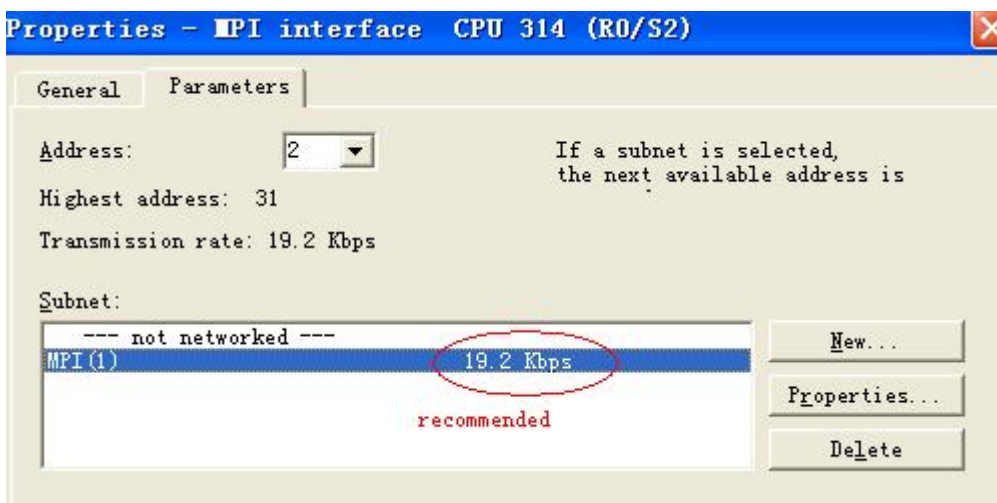 Properties - MPI interface CPU 314 (R0/S2)
General Parameters
Address: 2
If a subnet is selected,
the next available address is
Highest address: 31
Transmission rate: 19.2 Kbps
Subnet:
--- not networked ---
MPI(1) 19.2 Kbps
recommended
New...
Properties...
Delete